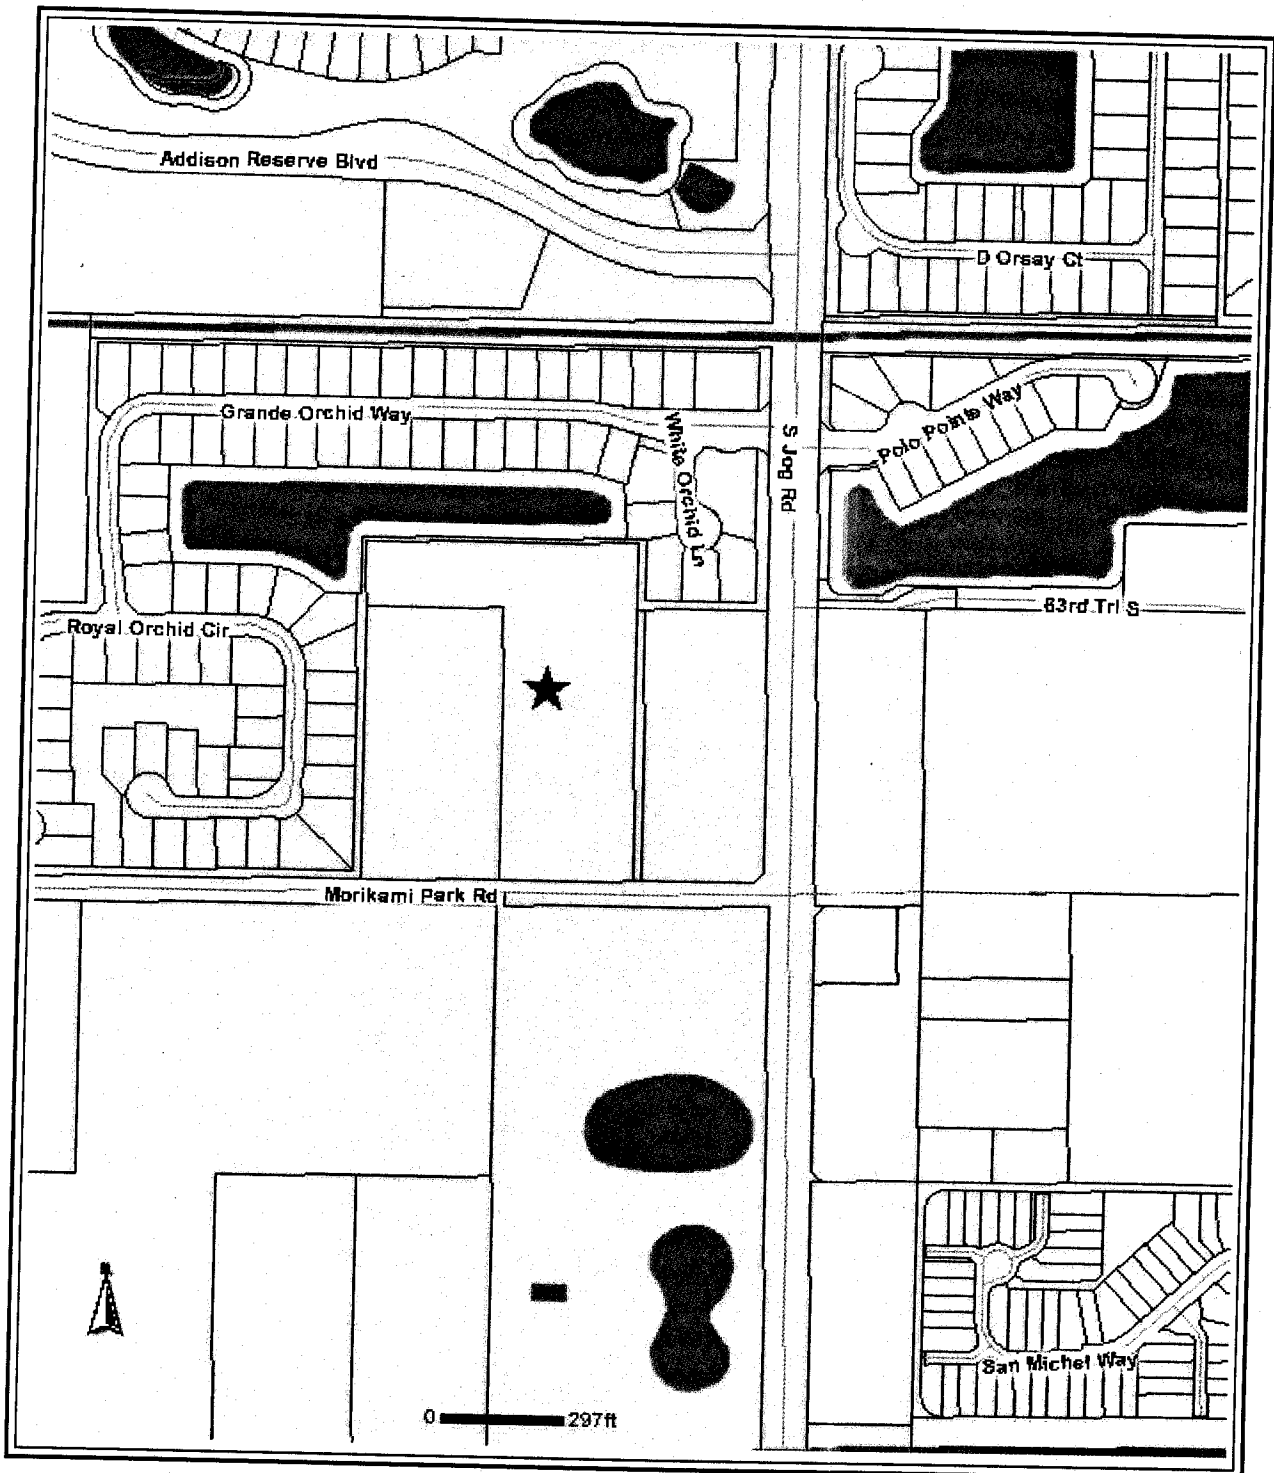 Addison Reserve Blvd
D Orsay Ct
Grande Orchid Way
White Orchid Ln
S Jog Rd
Polo Pointe Way
83rd Trl S
Royal Orchid Cir
Morikami Park Rd
San Michel Way
0 297ft